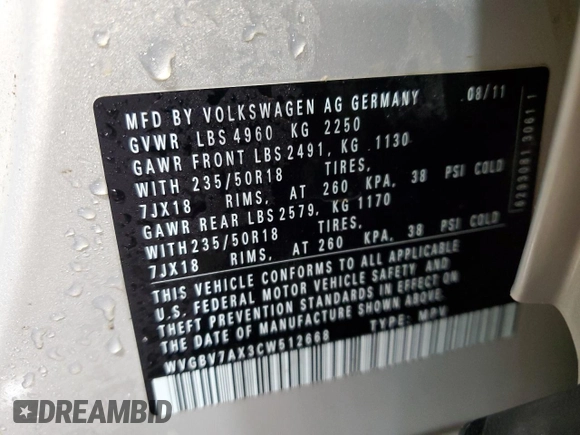 MFD BY VOLKSWAGEN AG GERMANY 08/11
GVWR LBS 4960 KG 2250
GAWR FRONT LBS 2491, KG 1130
WITH 235/50R18 TIRES,
7JX18 RIMS, AT 260 KPA, 38 PSI COLD
GAWR REAR LBS 2579, KG 1170
WITH 235/50R18 TIRES,
7JX18 RIMS, AT 260 KPA, 38 PSI COLD
THIS VEHICLE CONFORMS TO ALL APPLICABLE
U.S. FEDERAL MOTOR VEHICLE SAFETY AND
THEFT PREVENTION STANDARDS IN EFFECT ON
THE DATE OF MANUFACTURE SHOWN ABOVE.
WVGBV7AX3CW512668 TYPE: MPV
DREAMBID